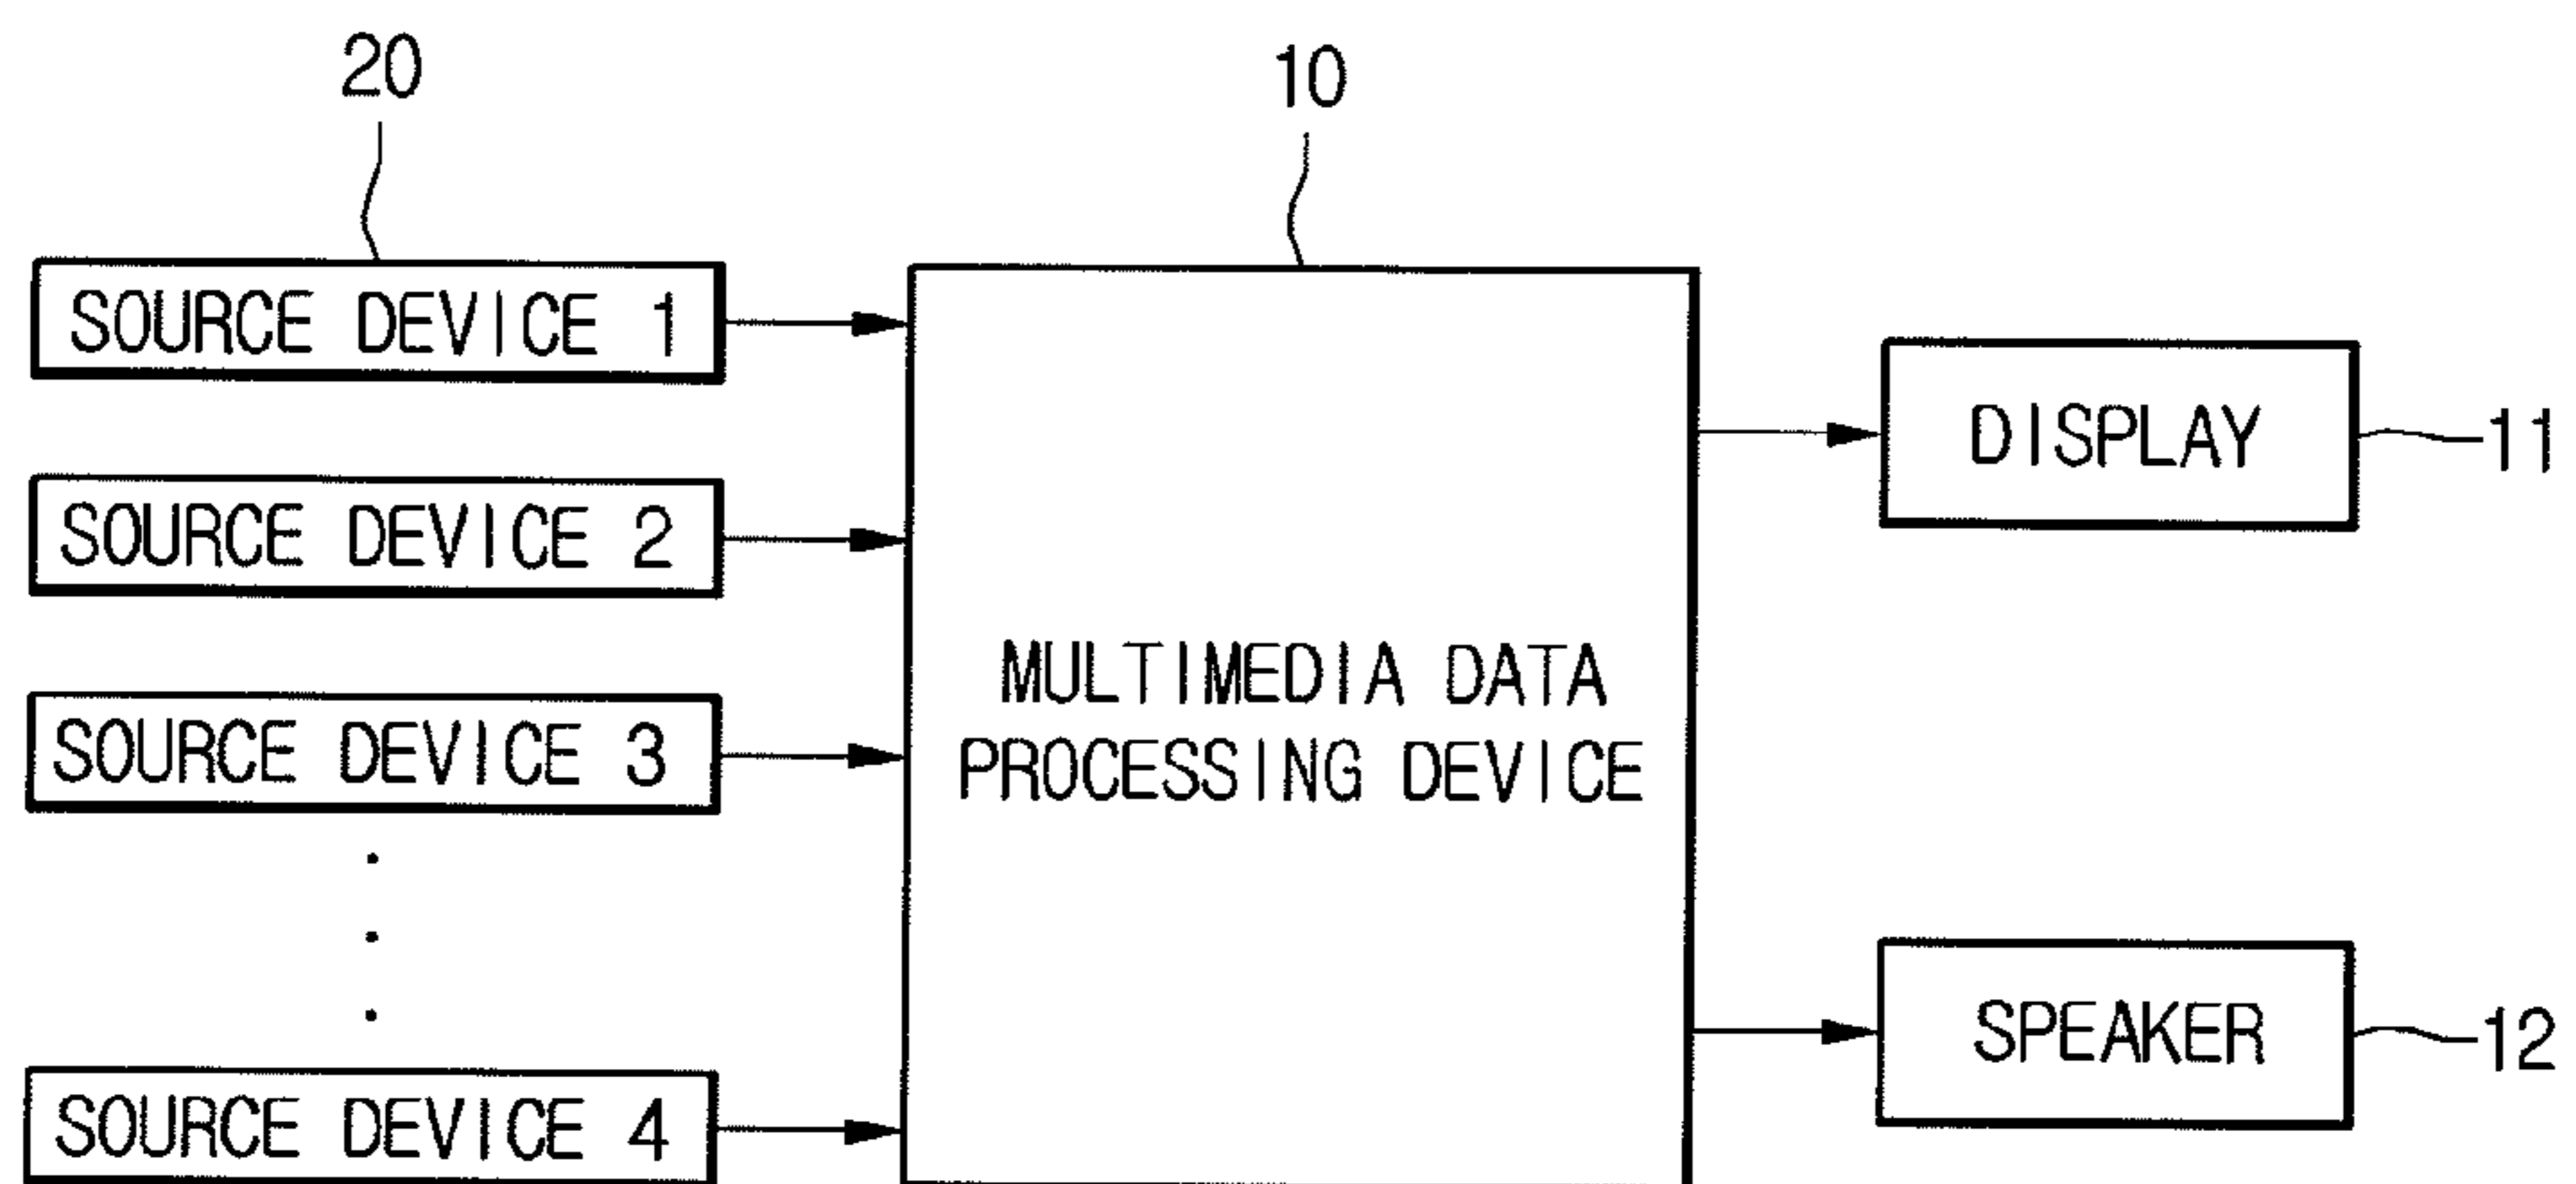 20
10
SOURCE DEVICE 1
SOURCE DEVICE 2
SOURCE DEVICE 3
SOURCE DEVICE 4
MULTIMEDIA DATA
PROCESSING DEVICE
DISPLAY
11
SPEAKER
12